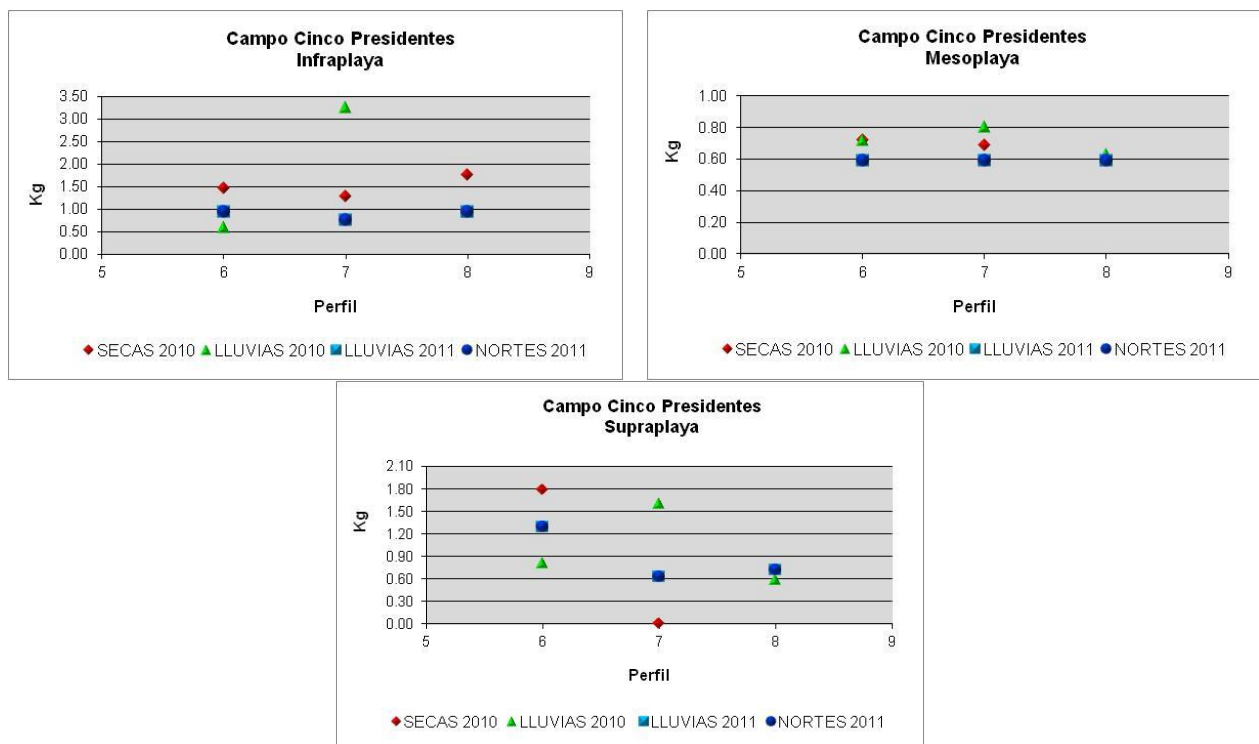 Campo Cinco Presidentes
Infraplaya
3.50
3.00
2.50
2.00
1.50
1.00
0.50
0.00
Kg
5 6 7 8 9
Perfil
SECAS 2010 LLUVIAS 2010 LLUVIAS 2011 NORTES 2011
Campo Cinco Presidentes
Mesoplaya
1.00
0.80
0.60
0.40
0.20
0.00
Kg
5 6 7 8 9
Perfil
SECAS 2010 LLUVIAS 2010 LLUVIAS 2011 NORTES 2011
Campo Cinco Presidentes
Supraplaya
2.10
1.80
1.50
1.20
0.90
0.60
0.30
0.00
Kg
5 6 7 8 9
Perfil
SECAS 2010 LLUVIAS 2010 LLUVIAS 2011 NORTES 2011